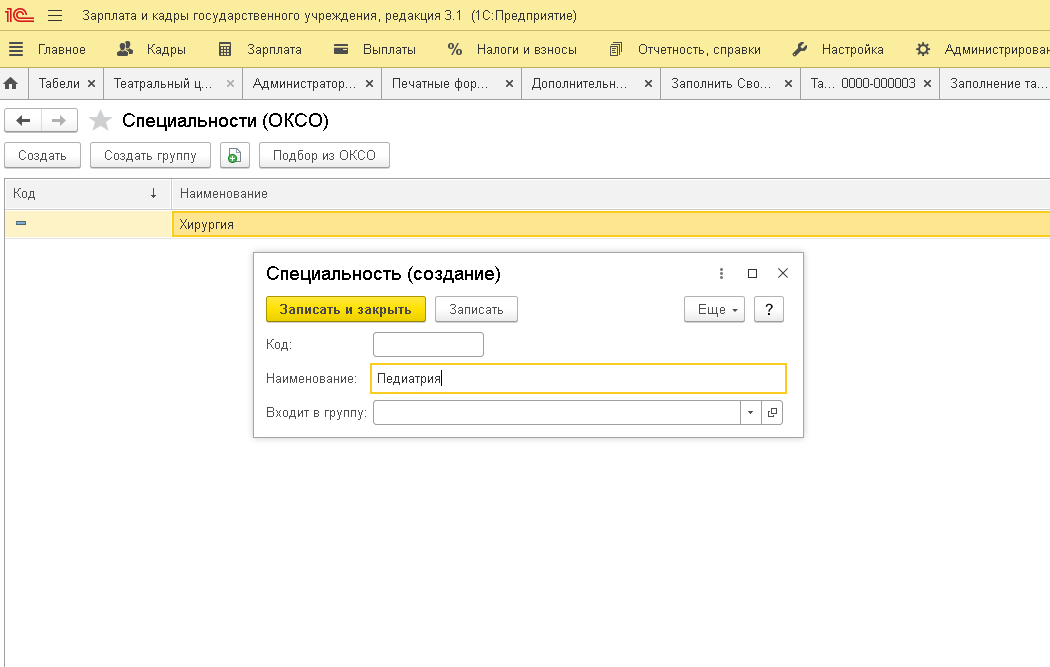 1С Зарплата и кадры государственного учреждения, редакция 3.1 (1С:Предприятие)
Главное Кадры Зарплата Выплаты % Налоги и взносы Отчетность, справки Настройка Администрирован
Табели × Театральный ц... × Администратор... × Печатные фор... × Дополнительн... × Заполнить Сво... × Та... 0000-000003 × Заполнение та...
Специальности (ОКСО)
Создать Создать группу Подбор из ОКСО
Код ↓ Наименование
Хирургия
Специальность (создание)
Записать и закрыть Записать Еще ?
Код:
Наименование: Педиатрия
Входит в группу: